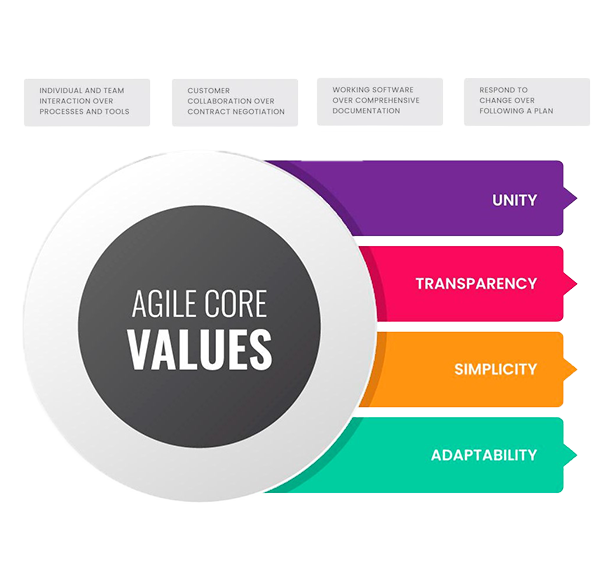 INDIVIDUAL AND TEAM
INTERACTION OVER
PROCESSES AND TOOLS
CUSTOMER
COLLABORATION OVER
CONTRACT NEGOTIATION
WORKING SOFTWARE
OVER COMPREHENSIVE
DOCUMENTATION
RESPOND TO
CHANGE OVER
FOLLOWING A PLAN
AGILE CORE
VALUES
UNITY
TRANSPARENCY
SIMPLICITY
ADAPTABILITY